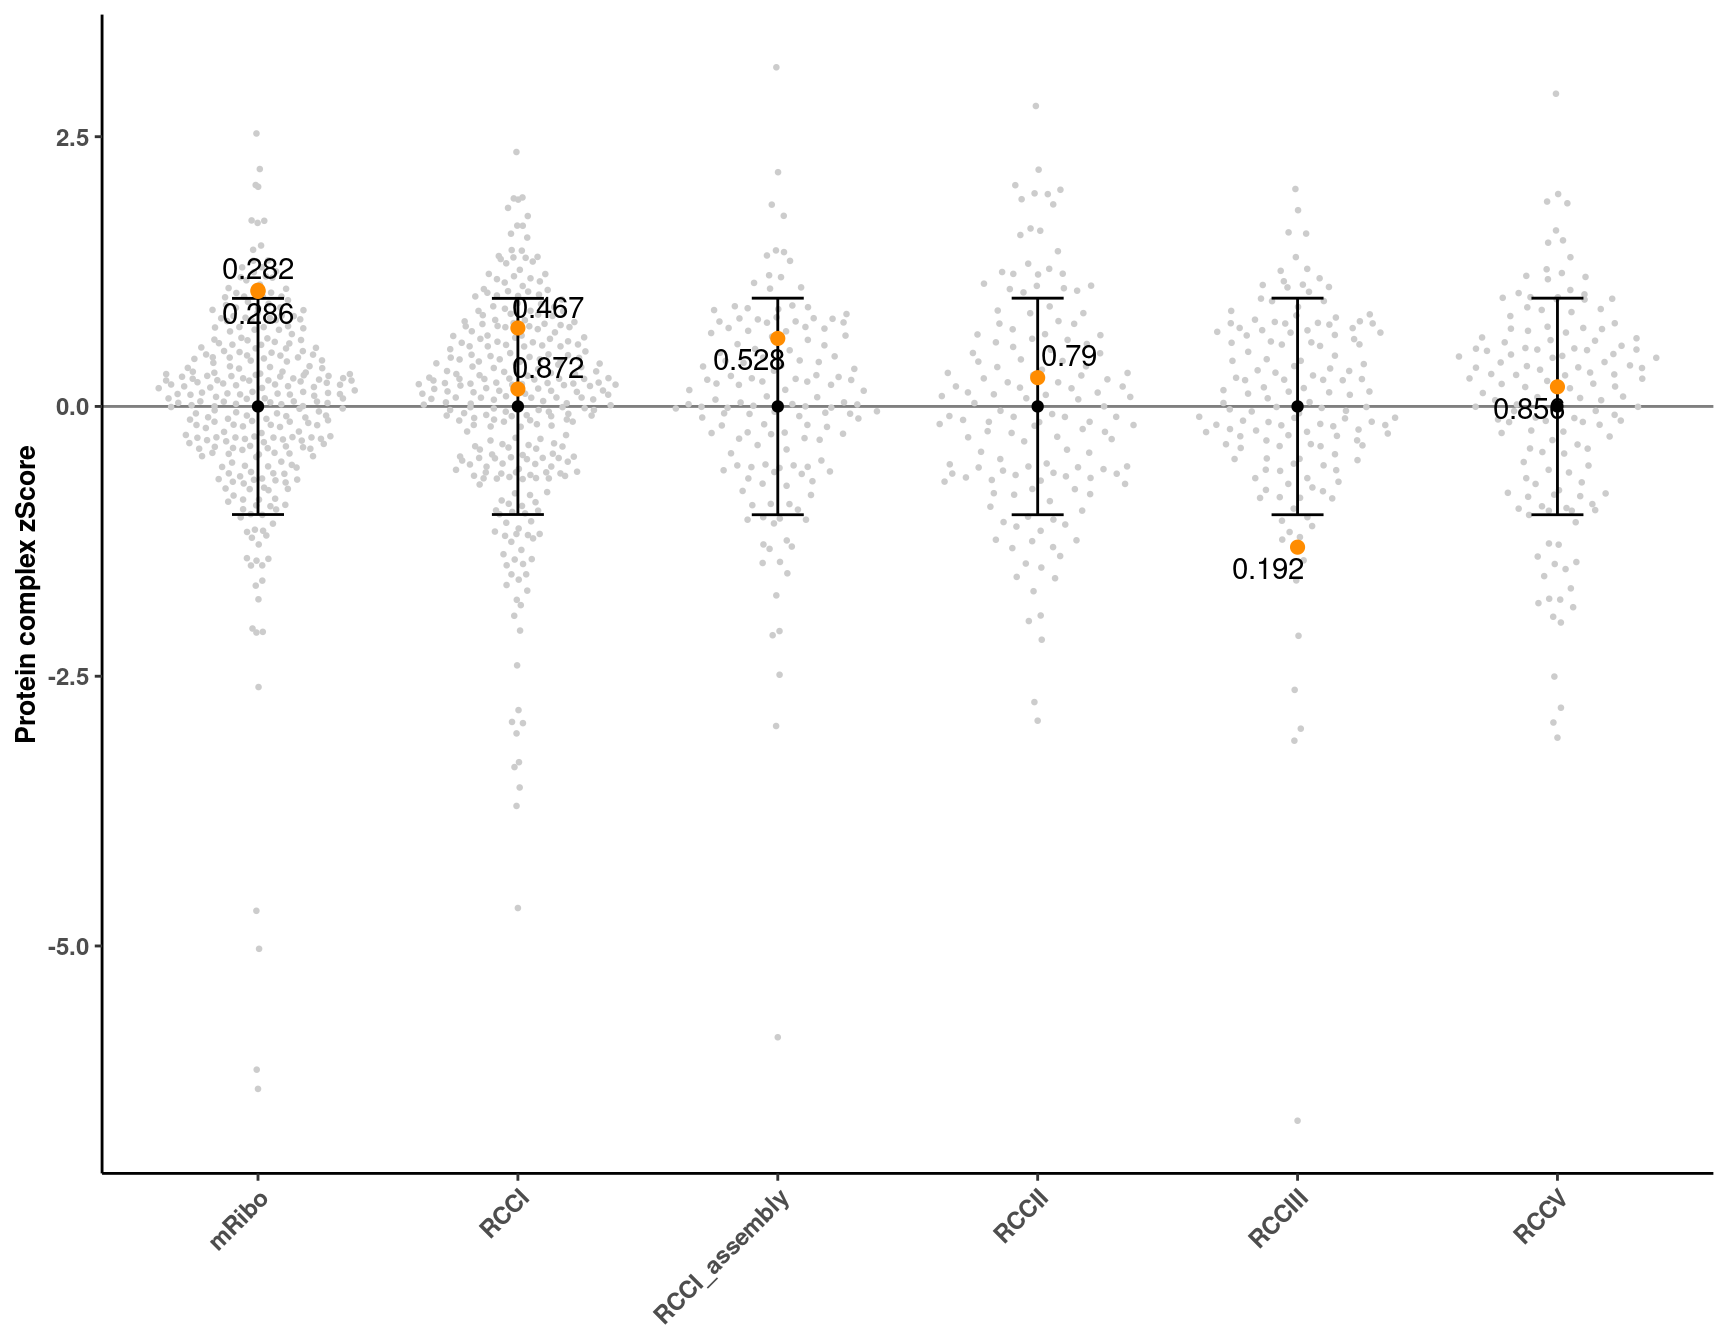 Protein complex zScore
2.5
0.0
-2.5
-5.0
0.282
0.286
0.467
0.872
0.528
0.79
0.192
0.856
mRibo
RCCI
RCCI_assembly
RCCII
RCCIII
RCCV